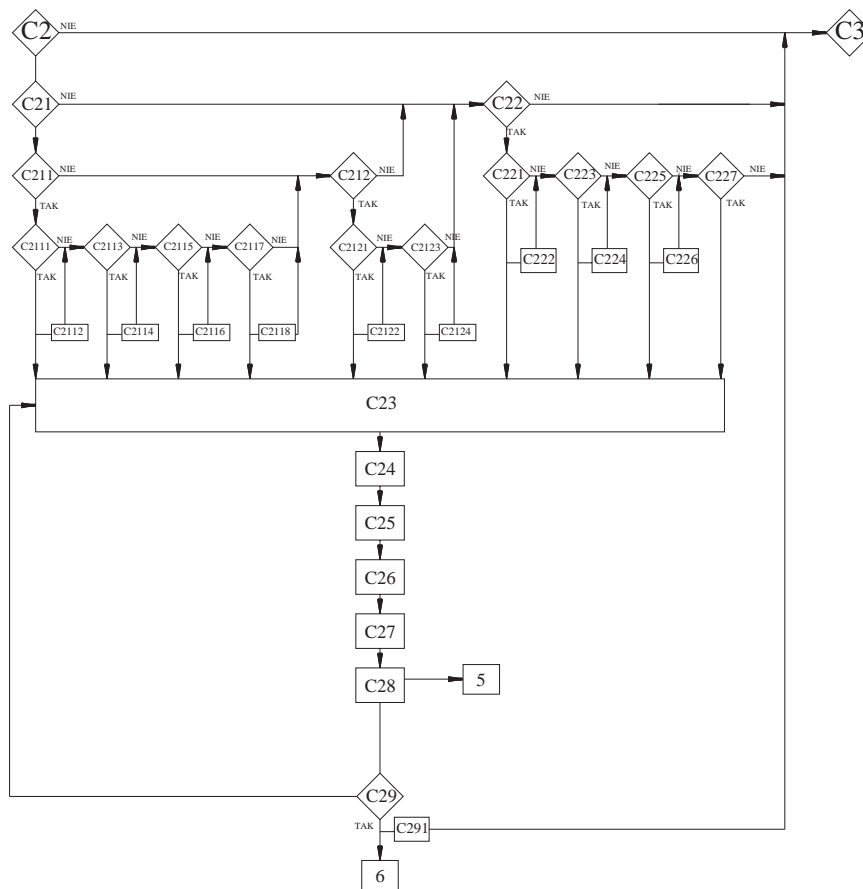 C2 NIE C3
C21 NIE C22 NIE
TAK
C211 NIE C212 NIE C221 NIE C223 NIE C225 NIE C227 NIE
TAK TAK TAK TAK TAK TAK
C2111 NIE C2113 NIE C2115 NIE C2117 NIE C2121 NIE C2123 NIE
C222 C224 C226
TAK TAK TAK TAK TAK TAK
C2112 C2114 C2116 C2118 C2122 C2124
C23
C24
C25
C26
C27
C28 5
C29
TAK C291
6